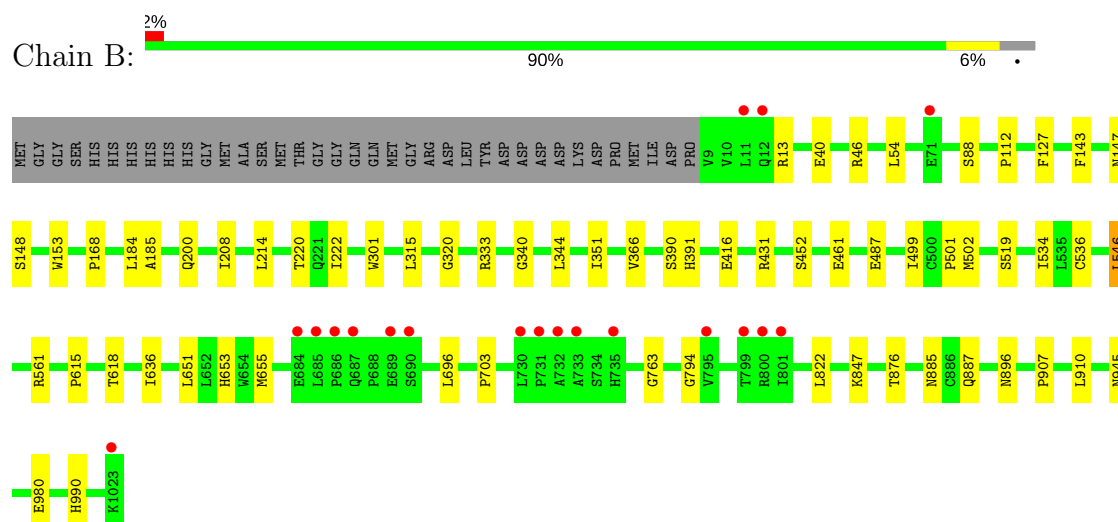 2%
Chain B:
90% 6% •
MET GLY GLY SER HIS HIS HIS HIS HIS HIS GLY MET ALA SER MET THR GLY GLY GLN GLN MET GLY ARG ASP LEU TYR ASP ASP ASP ASP LYS ASP PRO MET ILE ASP PRO V9 V10 L11 Q12 R13 E40 R46 L54 E71 S88 P112 F127 F143 N147
S148 W153 P168 L184 A185 Q200 I208 L214 T220 Q221 I222 W301 L315 G320 R333 G340 L344 I351 V366 S390 H391 E416 R431 S452 E461 E487 I499 C500 P501 M502 S519 I534 L535 C536 L546
R561 P615 T618 I636 L651 L652 H653 W654 M655 E684 L685 P686 Q687 P688 E689 S690 L696 P703 L730 P731 A732 A733 S734 H735 G763 G794 V795 T799 R800 I801 L822 K847 T876 N885 C886 Q887 N896 P907 L910 N945
E980 H990 K1023